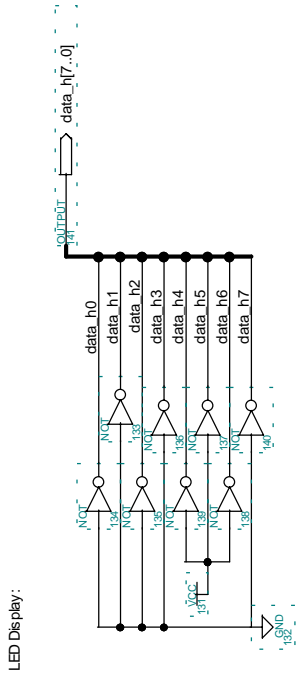 LED Display:
OUTPUT
141
data_h[7..0]
data_h0
data_h1
data_h2
data_h3
data_h4
data_h5
data_h6
data_h7
NOT
134
NOT
133
NOT
135
NOT
136
NOT
139
NOT
137
NOT
138
NOT
140
VCC
131
GND
132